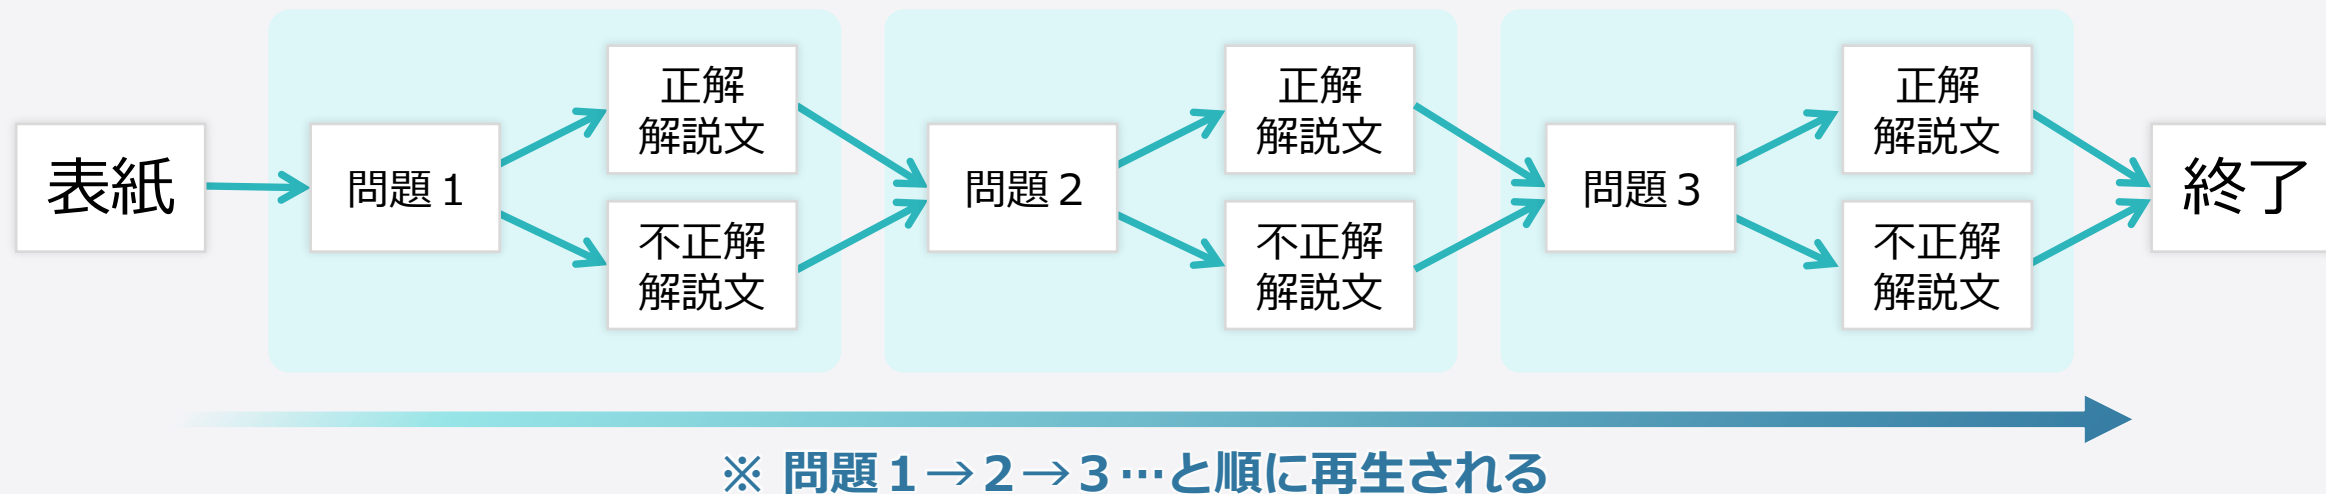 表紙
問題1
正解
解説文
不正解
解説文
問題2
正解
解説文
不正解
解説文
問題3
正解
解説文
不正解
解説文
終了
※ 問題1→2→3…と順に再生される